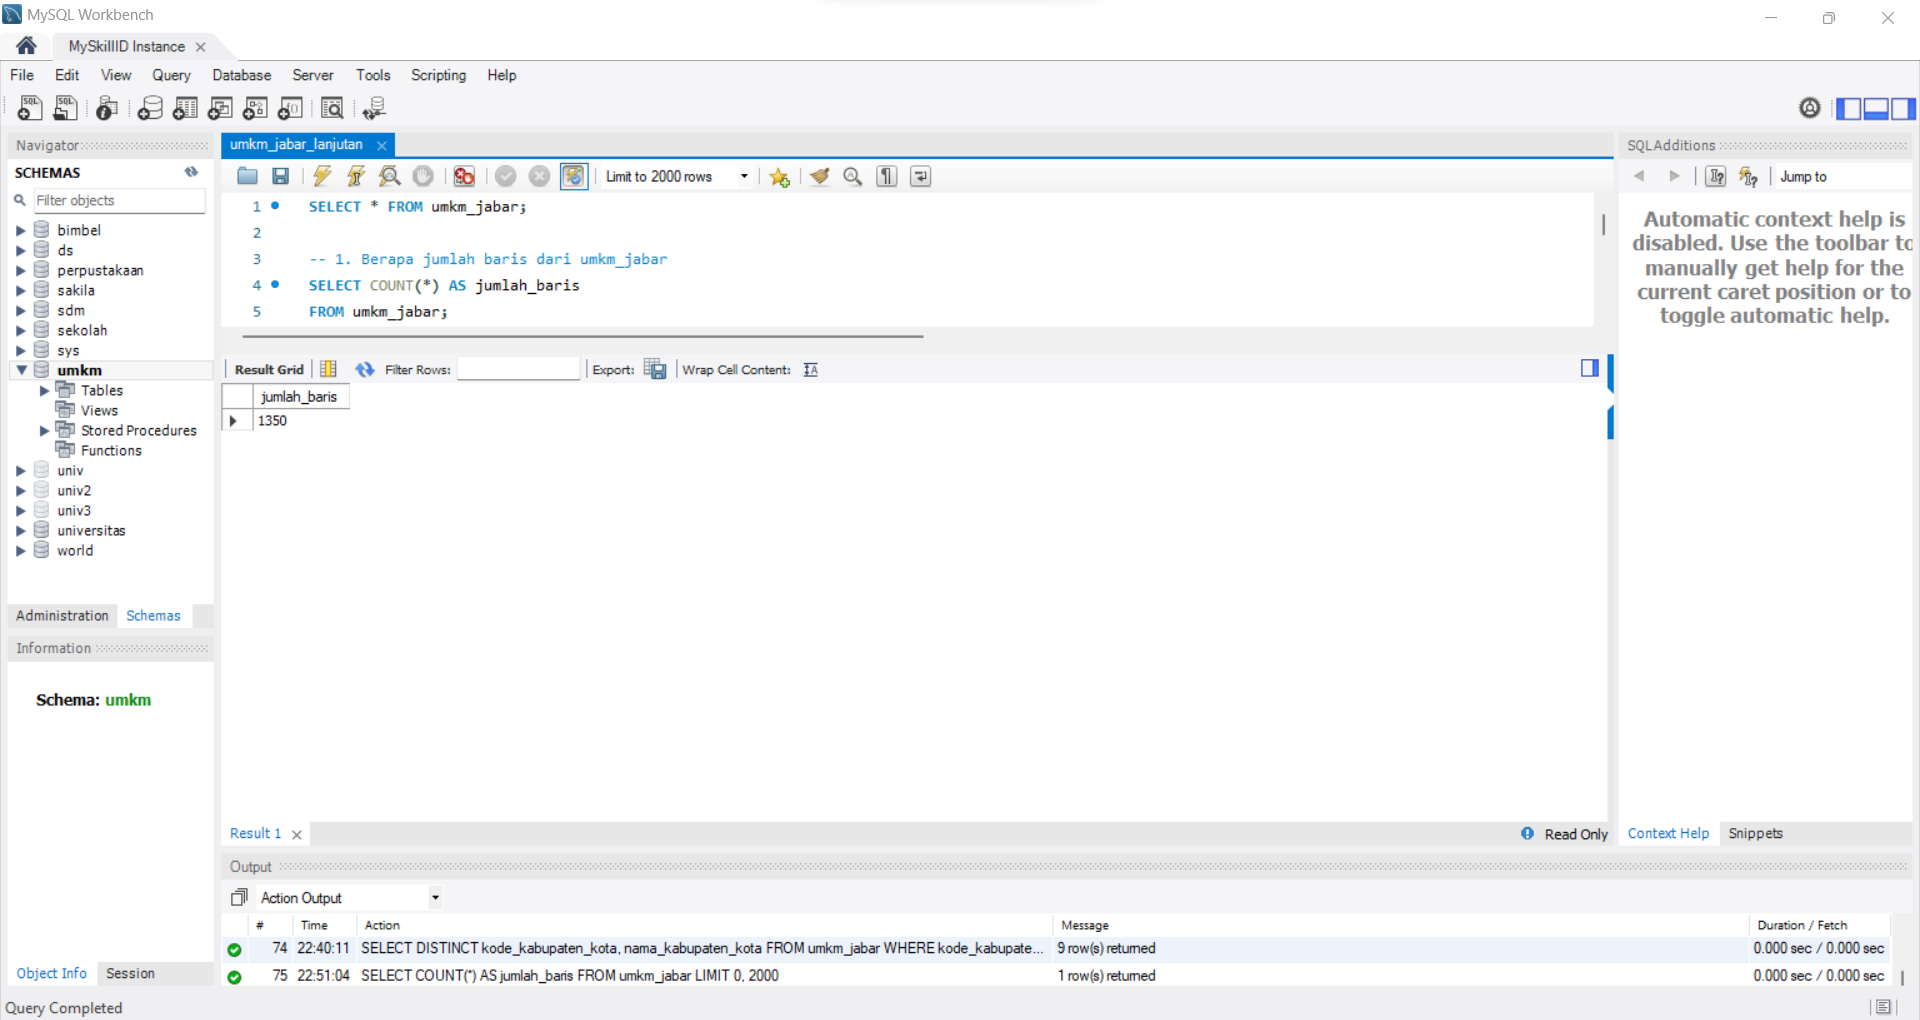 MySQL Workbench
MySkillID Instance
File Edit View Query Database Server Tools Scripting Help
Navigator
SCHEMAS
Filter objects
bimbel
ds
perpustakaan
sakila
sdm
sekolah
sys
umkm
Tables
Views
Stored Procedures
Functions
univ
univ2
univ3
universitas
world
Administration Schemas
Information
Schema: umkm
Object Info Session
umkm_jabar_lanjutan
Limit to 2000 rows
1 SELECT * FROM umkm_jabar;
2
3 -- 1. Berapa jumlah baris dari umkm_jabar
4 SELECT COUNT(*) AS jumlah_baris
5 FROM umkm_jabar;
Result Grid Filter Rows: Export: Wrap Cell Content:
jumlah_baris
1350
Result 1
Read Only
SQLAdditions
Jump to
Automatic context help is
disabled. Use the toolbar to
manually get help for the
current caret position or to
toggle automatic help.
Context Help Snippets
Output
Action Output
# Time Action Message Duration / Fetch
74 22:40:11 SELECT DISTINCT kode_kabupaten_kota, nama_kabupaten_kota FROM umkm_jabar WHERE kode_kabupate... 9 row(s) returned 0.000 sec / 0.000 sec
75 22:51:04 SELECT COUNT(*) AS jumlah_baris FROM umkm_jabar LIMIT 0, 2000 1 row(s) returned 0.000 sec / 0.000 sec
Query Completed